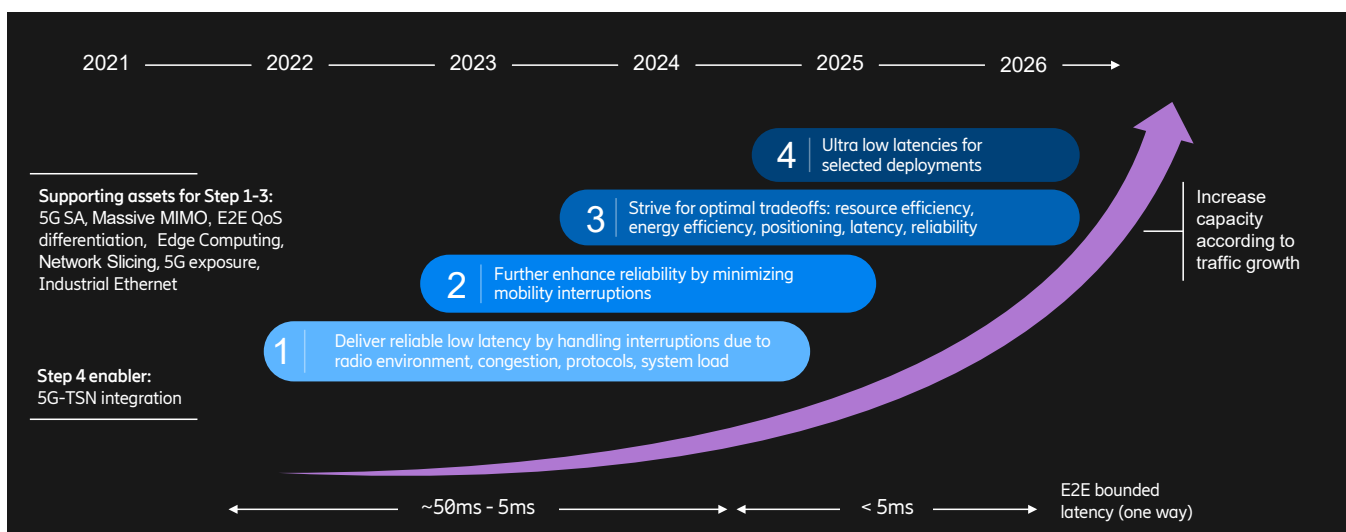 2021 2022 2023 2024 2025 2026
4 Ultra low latencies for
selected deployments
Supporting assets for Step 1-3:
5G SA, Massive MIMO, E2E QoS
differentiation, Edge Computing,
Network Slicing, 5G exposure,
Industrial Ethernet
3 Strive for optimal tradeoffs: resource efficiency,
energy efficiency, positioning, latency, reliability
Increase
capacity
according to
traffic growth
2 Further enhance reliability by minimizing
mobility interruptions
1 Deliver reliable low latency by handling interruptions due to
radio environment, congestion, protocols, system load
Step 4 enabler:
5G-TSN integration
~50ms - 5ms
< 5ms
E2E bounded
latency (one way)